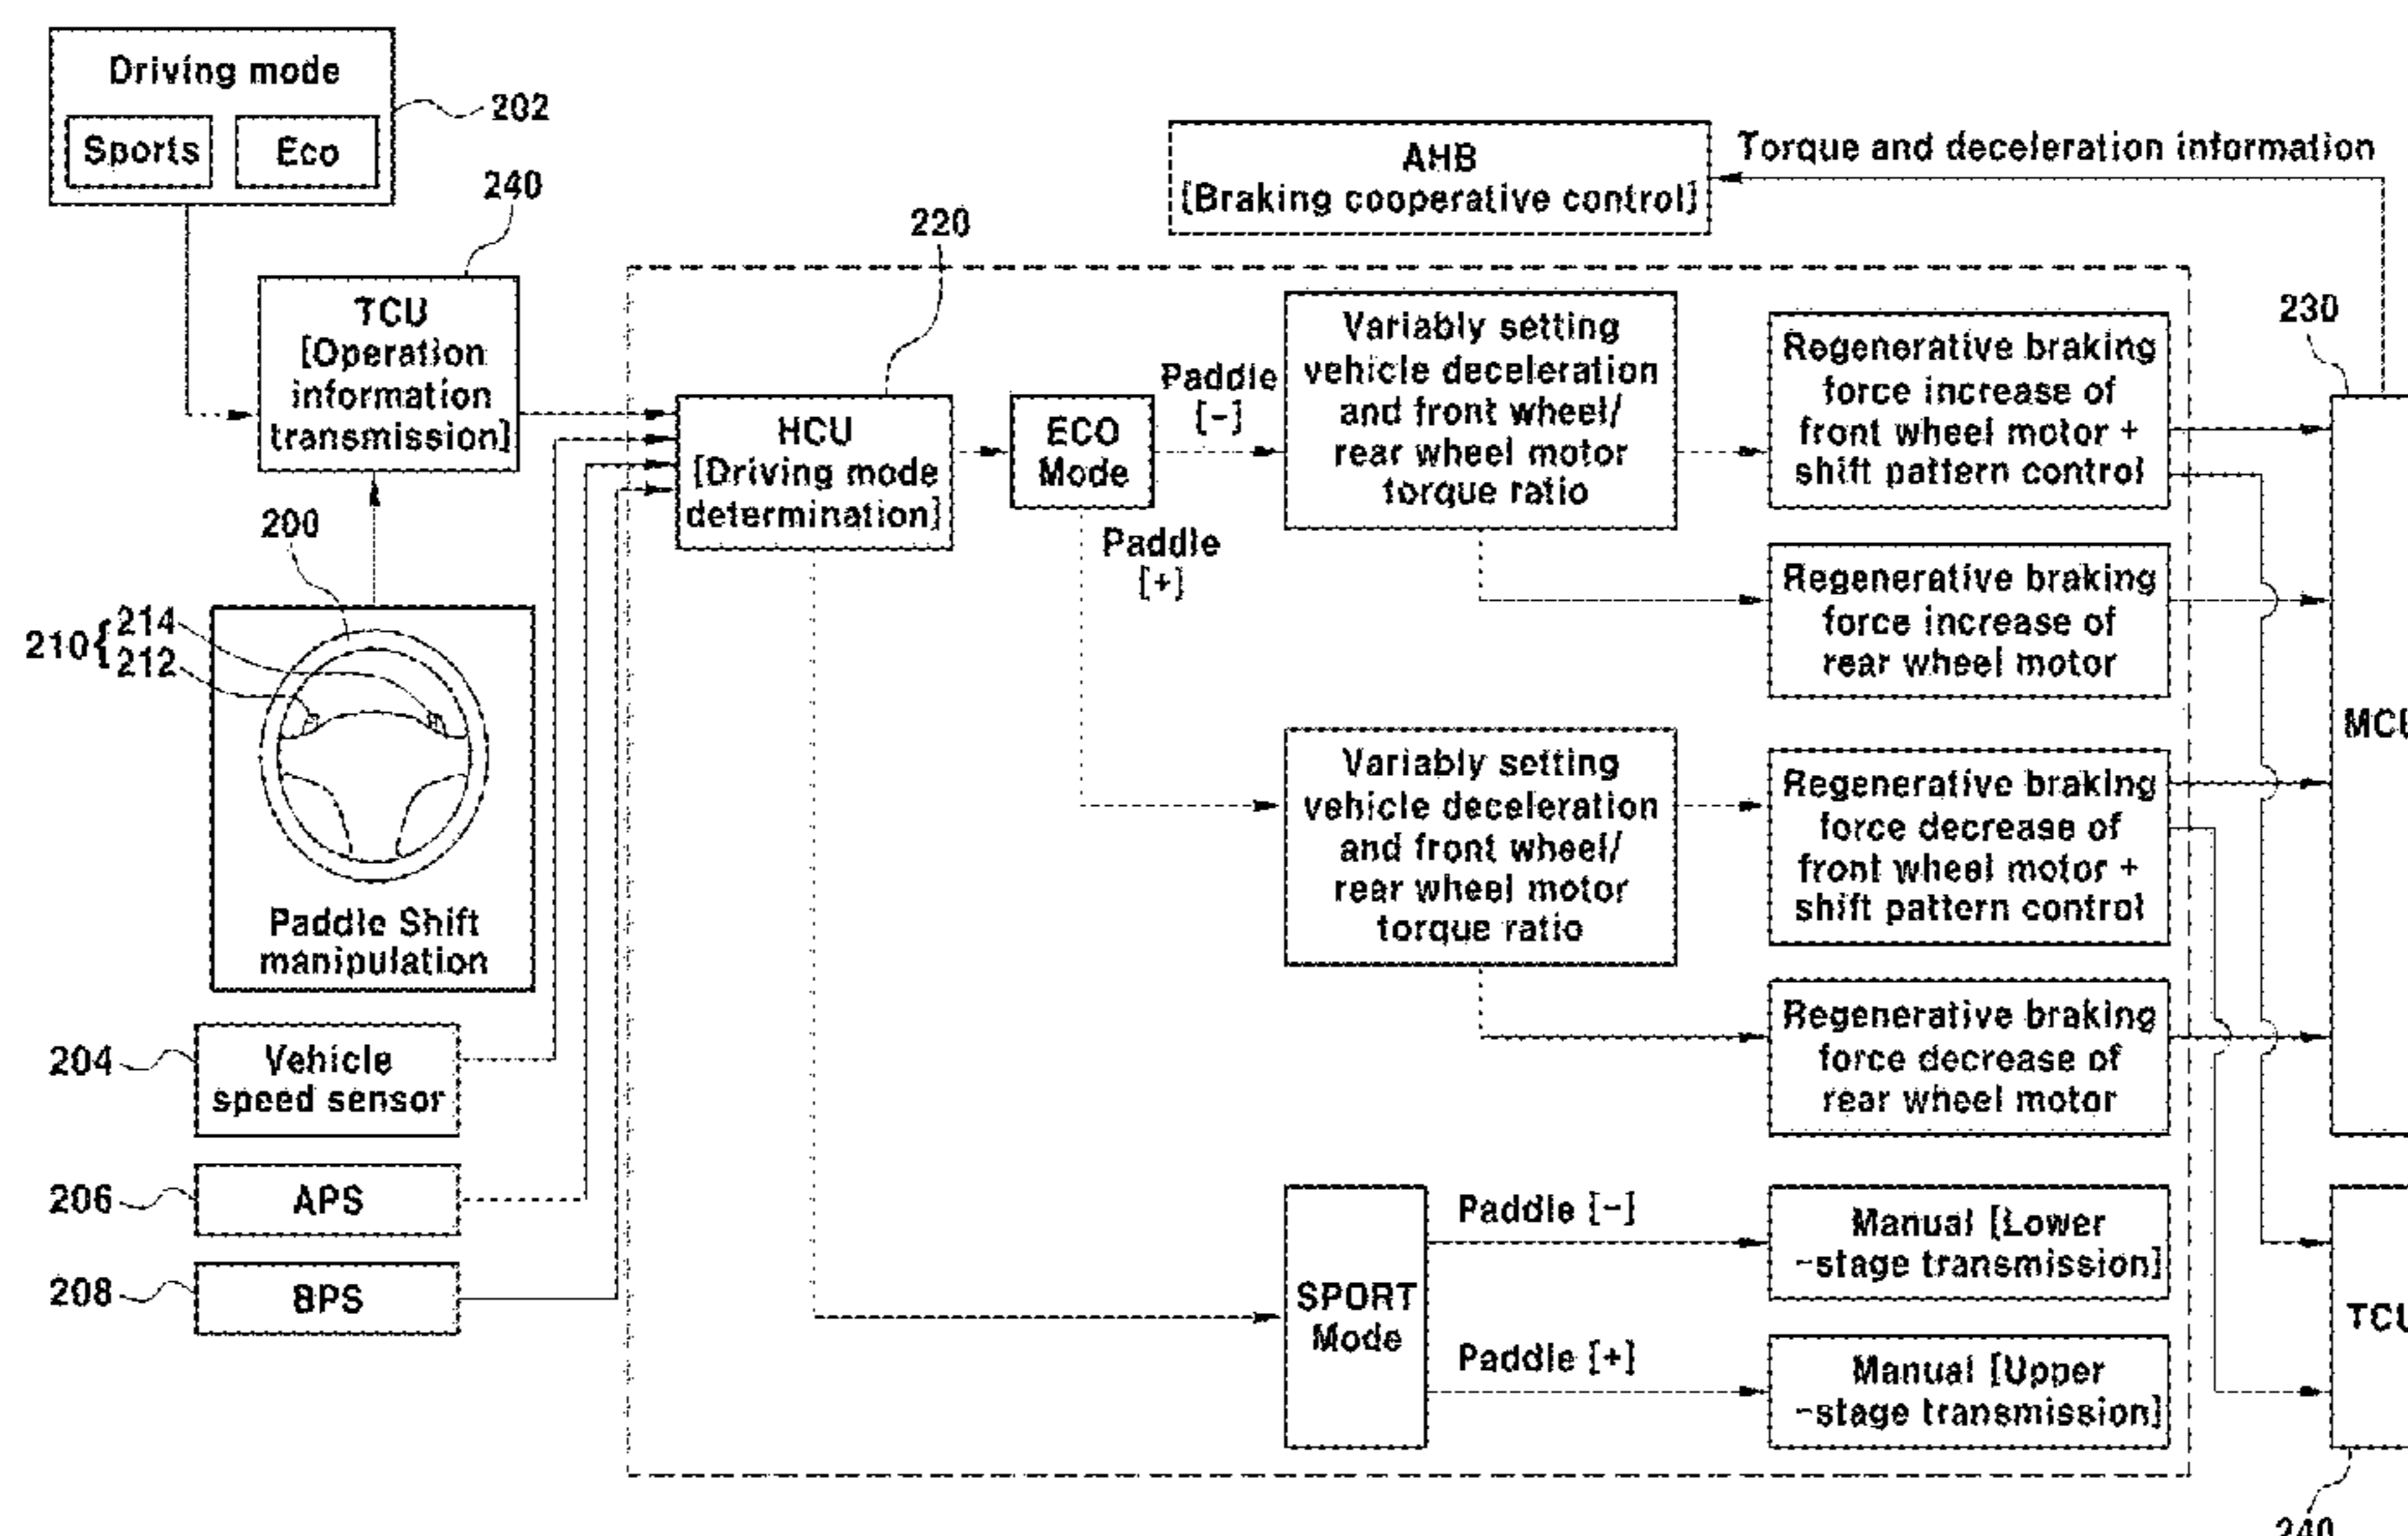 Driving mode
Sports
Eco
202
240
TCU
[Operation
information
transmission]
200
210
214
212
Paddle Shift
manipulation
204
Vehicle
speed sensor
206
APS
208
BPS
220
HCU
[Driving mode
determination]
ECO
Mode
Paddle
[-]
Paddle
[+]
AHB
[Braking cooperative control]
Torque and deceleration information
Variably setting
vehicle deceleration
and front wheel/
rear wheel motor
torque ratio
Regenerative braking
force increase of
front wheel motor +
shift pattern control
Regenerative braking
force increase of
rear wheel motor
Variably setting
vehicle deceleration
and front wheel/
rear wheel motor
torque ratio
Regenerative braking
force decrease of
front wheel motor +
shift pattern control
Regenerative braking
force decrease of
rear wheel motor
SPORT
Mode
Paddle [-]
Manual [Lower
-stage transmission]
Paddle [+]
Manual [Upper
-stage transmission]
230
TCU
240